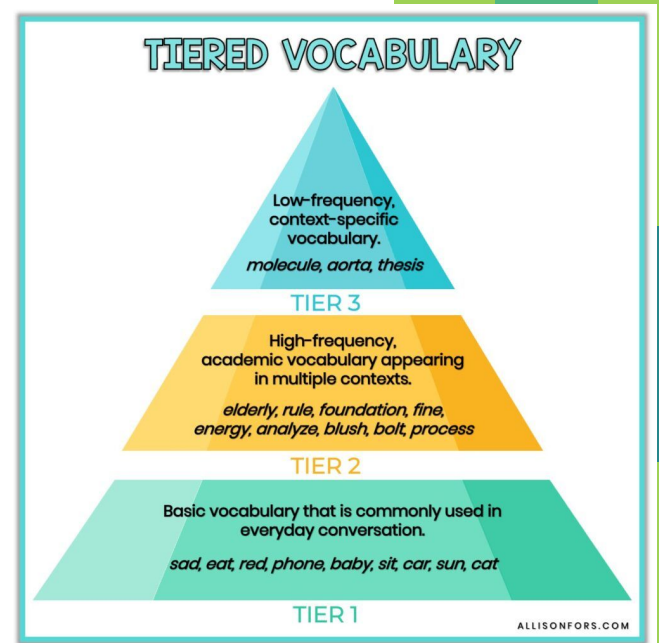 TIERED VOCABULARY
Low-frequency,
context-specific
vocabulary.
molecule, aorta, thesis
TIER 3
High-frequency,
academic vocabulary appearing
in multiple contexts.
elderly, rule, foundation, fine,
energy, analyze, blush, bolt, process
TIER 2
Basic vocabulary that is commonly used in
everyday conversation.
sad, eat, red, phone, baby, sit, car, sun, cat
TIER 1
ALLISONFORS.COM